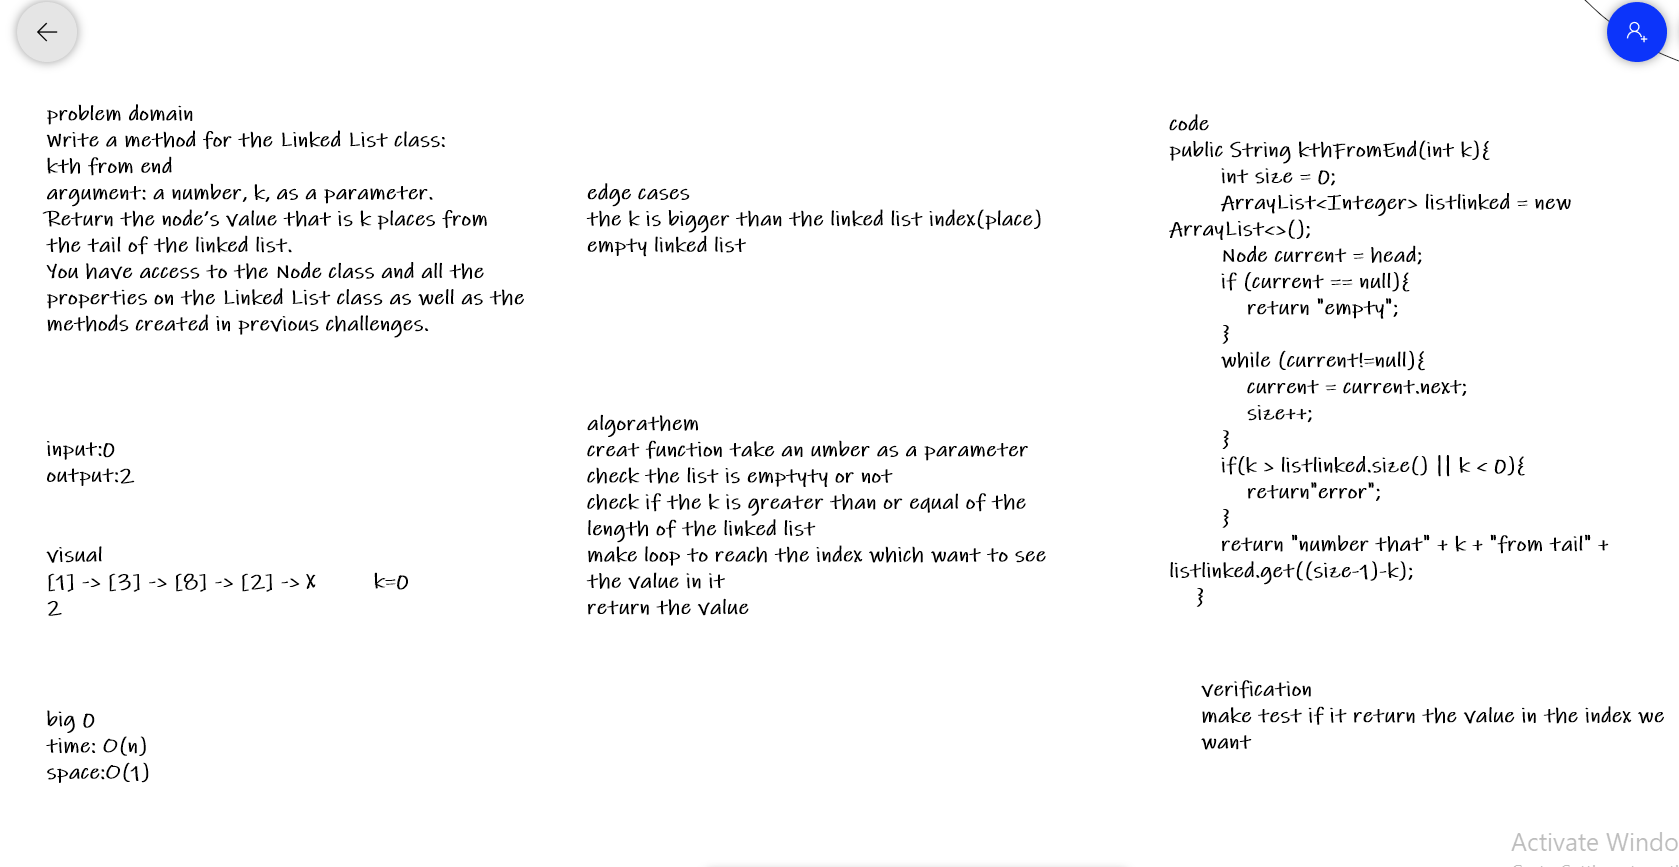 problem domain
Write a method for the Linked List class:
kth from end
argument: a number, k, as a parameter.
Return the node's value that is k places from
the tail of the linked list.
You have access to the Node class and all the
properties on the Linked List class as well as the
methods created in previous challenges.
input:0
output:2
visual
[1] -> [3] -> [8] -> [2] -> X k=0
2
big O
time: O(n)
space:O(1)
edge cases
the k is bigger than the linked list index(place)
empty linked list
algorathem
creat function take an umber as a parameter
check the list is emptyty or not
check if the k is greater than or equal of the
length of the linked list
make loop to reach the index which want to see
the value in it
return the value
code
public String kthFromEnd(int k){
int size = 0;
ArrayList<Integer> listlinked = new
ArrayList<>();
Node current = head;
if (current == null){
return "empty";
}
while (current!=null){
current = current.next;
size++;
}
if(k > listlinked.size() || k < 0){
return"error";
}
return "number that" + k + "from tail" +
listlinked.get((size-1)-k);
}
verification
make test if it return the value in the index we
want
Activate Windo